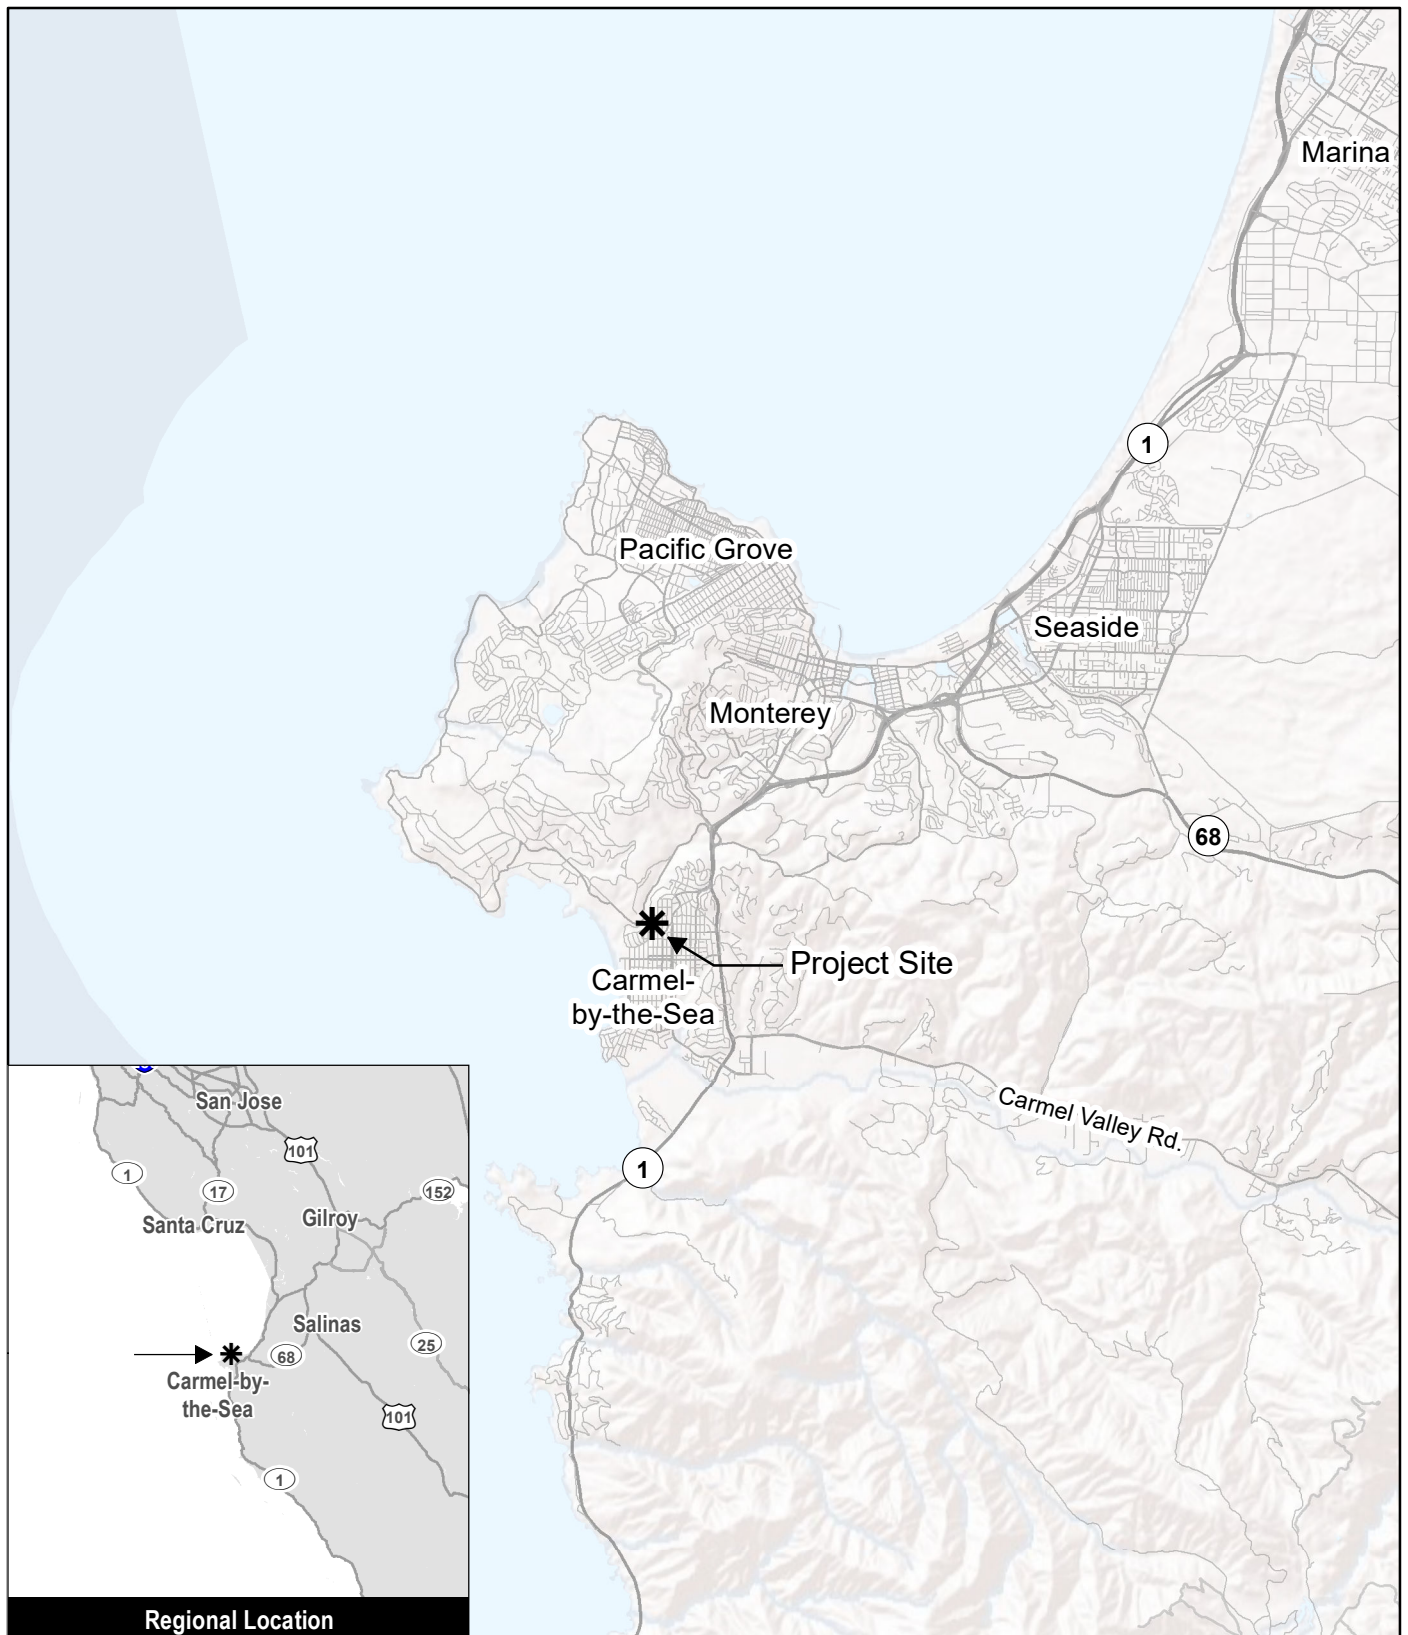 Marina
1
Pacific Grove
Seaside
Monterey
68
Project Site
Carmel-
by-the-Sea
Carmel Valley Rd.
1
San Jose
101
1
17
152
Santa Cruz
Gilroy
Salinas
68
25
Carmel-by-
the-Sea
101
1
Regional Location